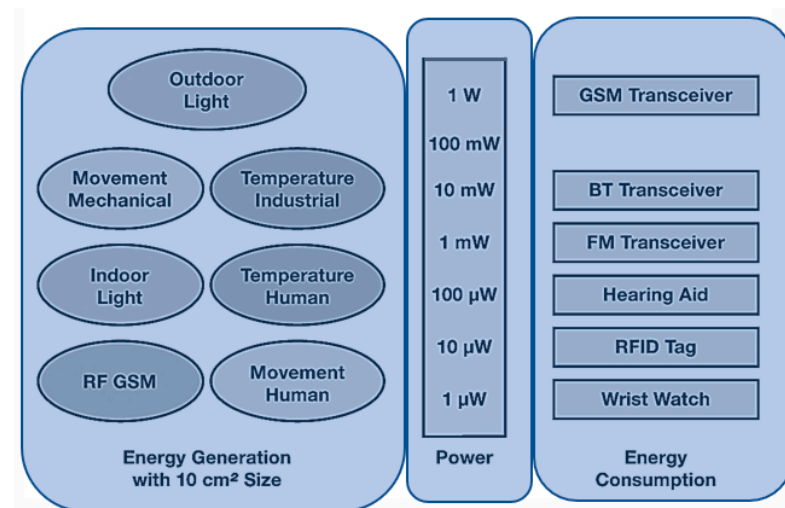 Outdoor
Light
Movement
Mechanical
Temperature
Industrial
Indoor
Light
Temperature
Human
RF GSM
Movement
Human
Energy Generation
with 10 cm² Size
1 W
100 mW
10 mW
1 mW
100 µW
10 µW
1 µW
Power
GSM Transceiver
BT Transceiver
FM Transceiver
Hearing Aid
RFID Tag
Wrist Watch
Energy
Consumption